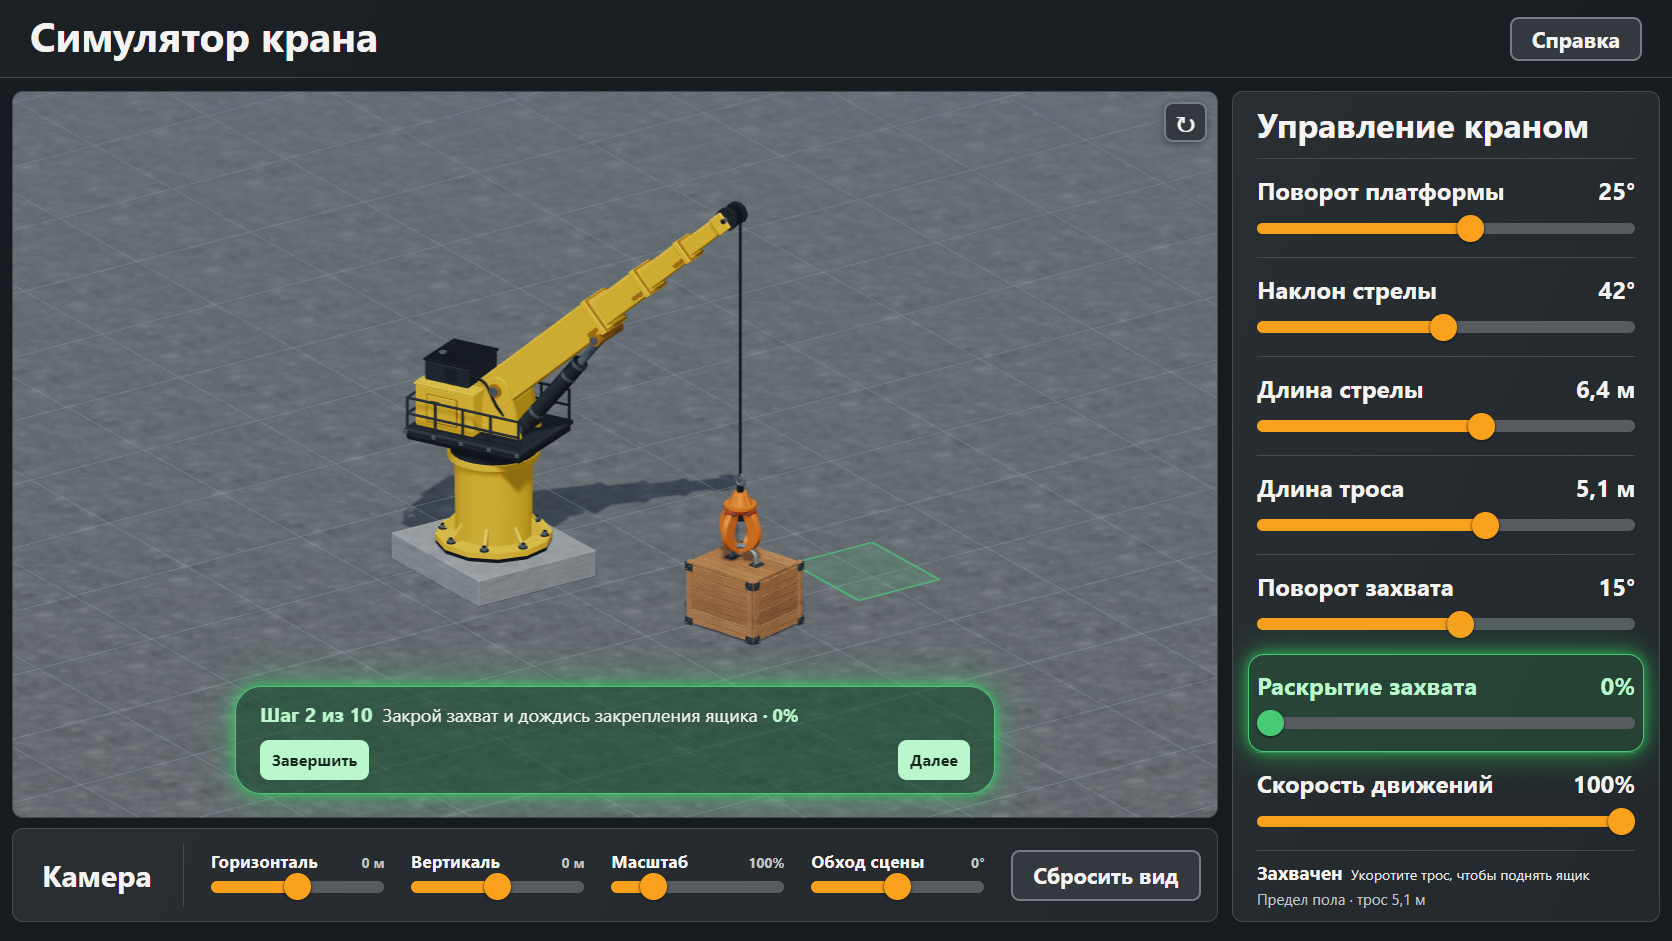 Симулятор крана
Справка
↻
Управление краном
Поворот платформы 25°
Наклон стрелы 42°
Длина стрелы 6,4 м
Длина троса 5,1 м
Поворот захвата 15°
Раскрытие захвата 0%
Скорость движений 100%
Захвачен Укоротите трос, чтобы поднять ящик
Предел пола · трос 5,1 м
Шаг 2 из 10 Закрой захват и дождись закрепления ящика · 0%
Завершить Далее
Камера
Горизонталь 0 м
Вертикаль 0 м
Масштаб 100%
Обход сцены 0°
Сбросить вид